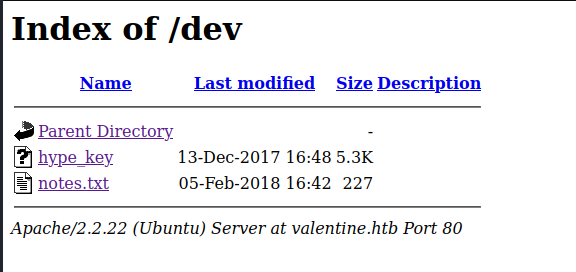 Index of /dev
Name Last modified Size Description
Parent Directory -
hype_key 13-Dec-2017 16:48 5.3K
notes.txt 05-Feb-2018 16:42 227
Apache/2.2.22 (Ubuntu) Server at valentine.htb Port 80